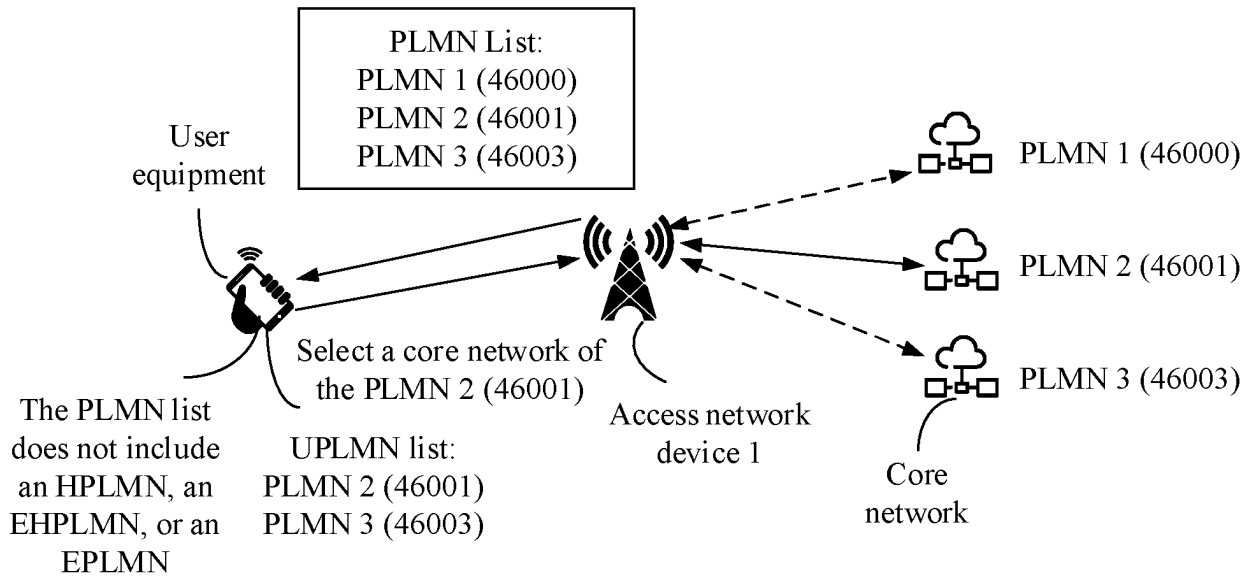 PLMN List:
PLMN 1 (46000)
PLMN 2 (46001)
PLMN 3 (46003)
User
equipment
PLMN 1 (46000)
PLMN 2 (46001)
PLMN 3 (46003)
Select a core network of
the PLMN 2 (46001)
Access network
device 1
The PLMN list
does not include
an HPLMN, an
EHPLMN, or an
EPLMN
UPLMN list:
PLMN 2 (46001)
PLMN 3 (46003)
Core
network